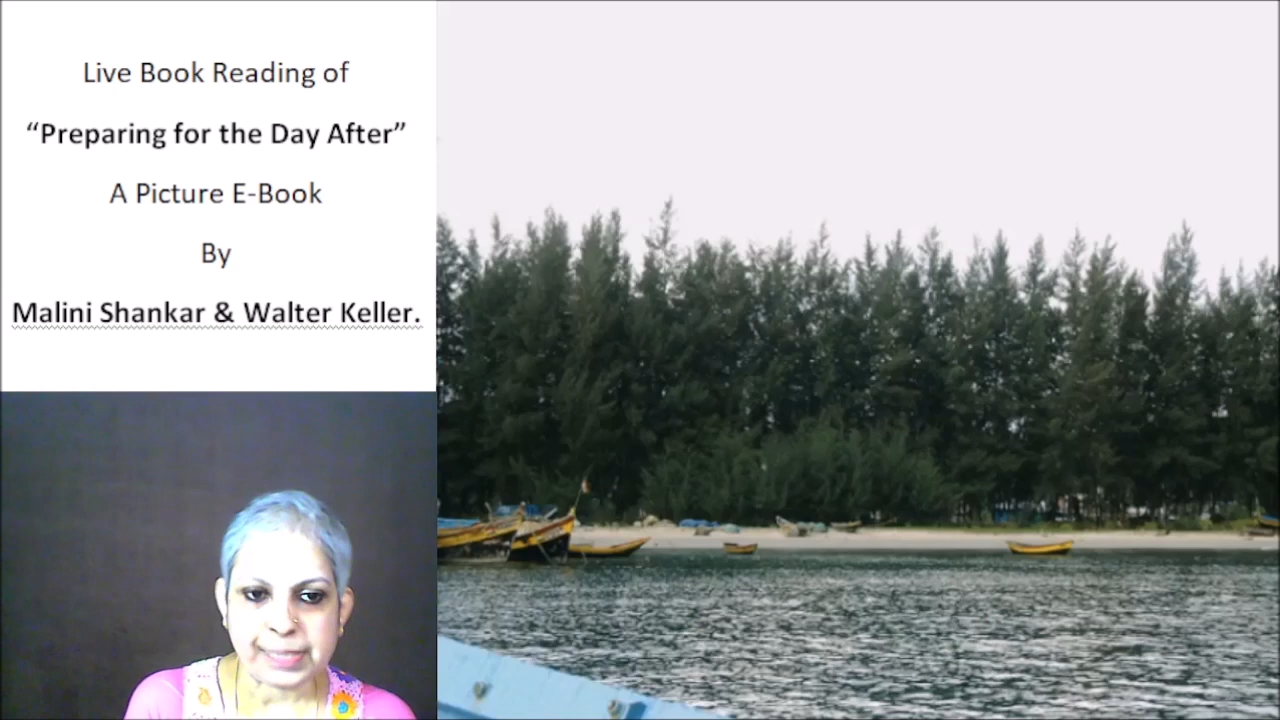 Live Book Reading of
“Preparing for the Day After”
A Picture E-Book
By
Malini Shankar & Walter Keller.